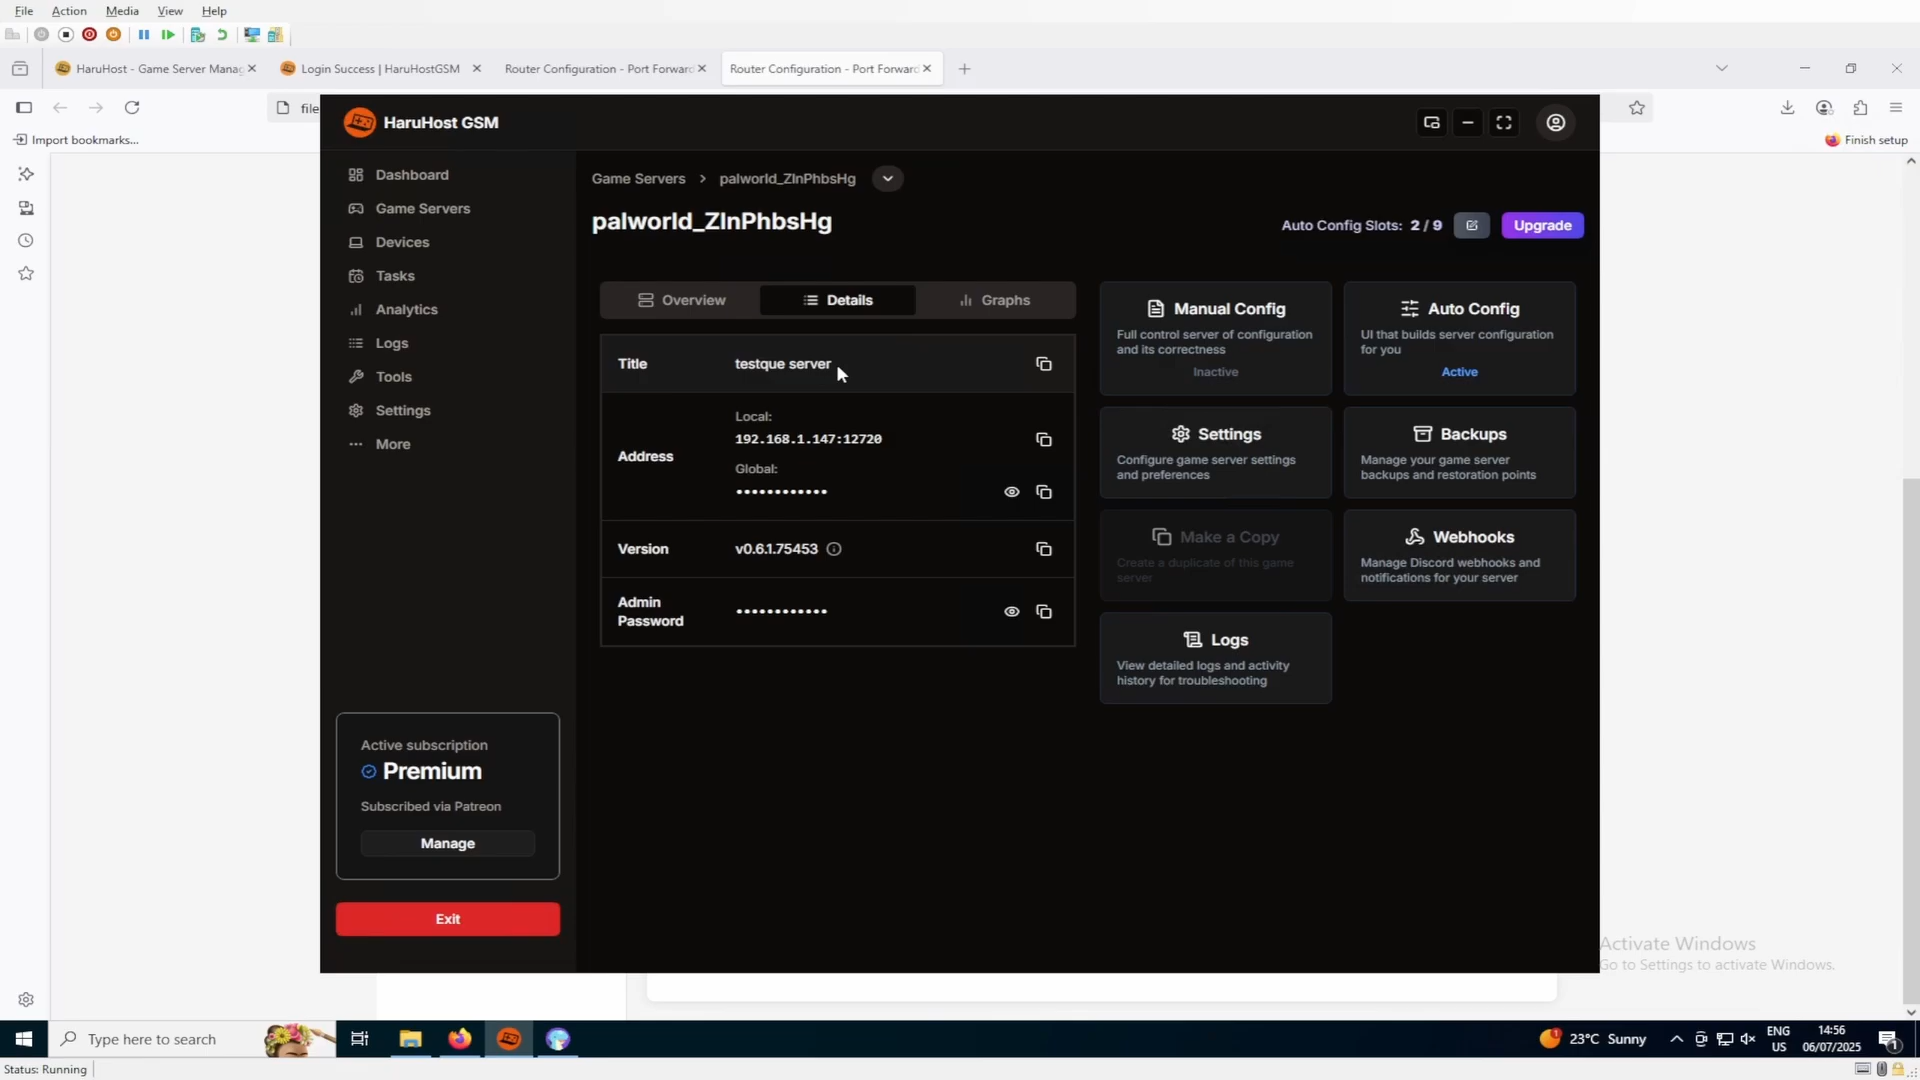 File Action Media View Help
HaruHost - Game Server Manag
Login Success | HaruHostGSM
Router Configuration - Port Forward
Router Configuration - Port Forward
file
Import bookmarks...
Finish setup
HaruHost GSM
Dashboard
Game Servers
Devices
Tasks
Analytics
Logs
Tools
Settings
More
Active subscription
Premium
Subscribed via Patreon
Manage
Exit
Game Servers > palworld_ZlnPhbsHg
palworld_ZlnPhbsHg
Auto Config Slots: 2 / 9
Upgrade
Overview
Details
Graphs
Title
testque server
Address
Local:
192.168.1.147:12720
Global:
••••••••••••
Version
v0.6.1.75453
Admin
Password
••••••••••••
Manual Config
Full control server of configuration
and its correctness
Inactive
Auto Config
UI that builds server configuration
for you
Active
Settings
Configure game server settings
and preferences
Backups
Manage your game server
backups and restoration points
Make a Copy
Create a duplicate of this game
server
Webhooks
Manage Discord webhooks and
notifications for your server
Logs
View detailed logs and activity
history for troubleshooting
Activate Windows
Go to Settings to activate Windows.
Type here to search
1
23°C Sunny
ENG
US
14:56
06/07/2025
1
Status: Running